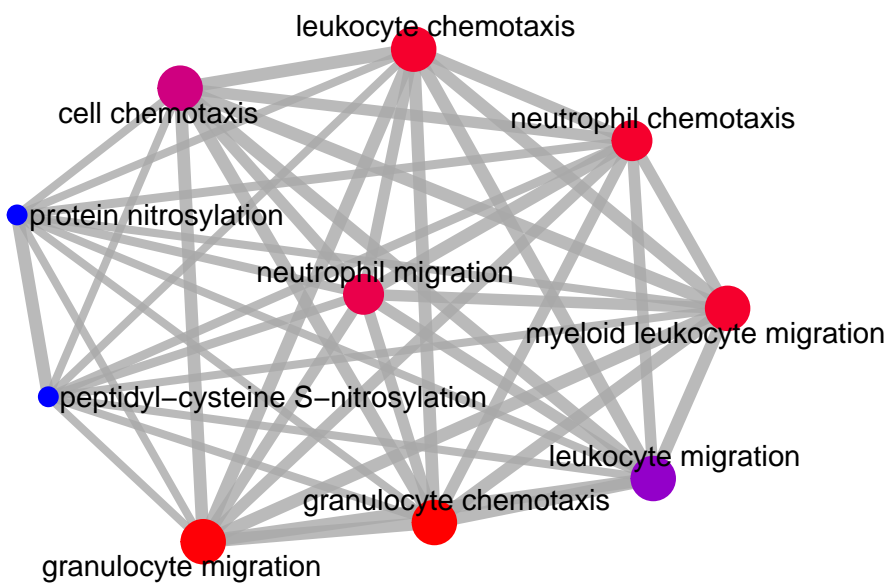 leukocyte chemotaxis
cell chemotaxis
neutrophil chemotaxis
protein nitrosylation
neutrophil migration
myeloid leukocyte migration
peptidyl−cysteine S−nitrosylation
leukocyte migration
granulocyte chemotaxis
granulocyte migration